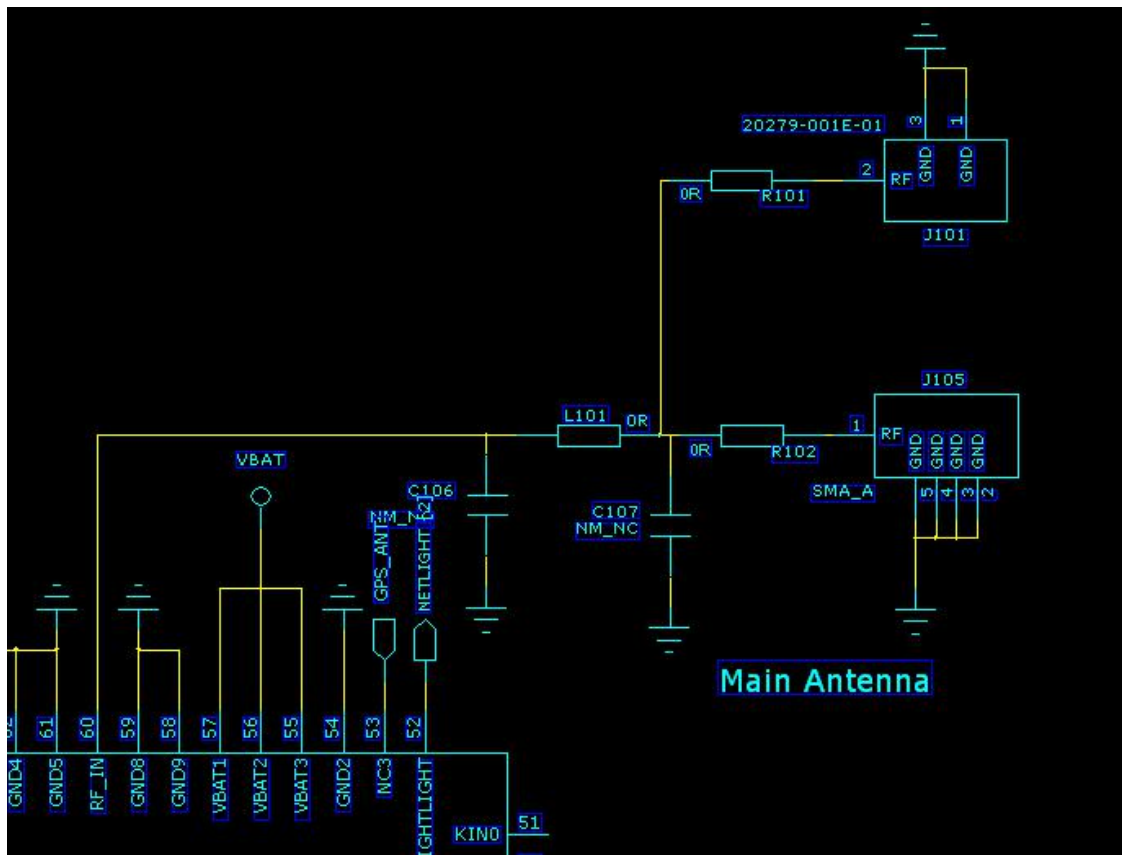 20279-001E-01
3
1
GND
GND
2
RF
0R
R101
J101
J105
L101
0R
1
RF
0R
R102
GND
GND
GND
GND
SMA_A
5
4
3
2
VBAT
C106
C107
NM_NC
GPS_ANT
NETLIGHT
[2]
Main Antenna
61
60
59
58
57
56
55
54
53
52
GND4
GND5
RF_IN
GND8
GND9
VBAT1
VBAT2
VBAT3
GND2
NC3
IGHTLIGHT
KIN0
51